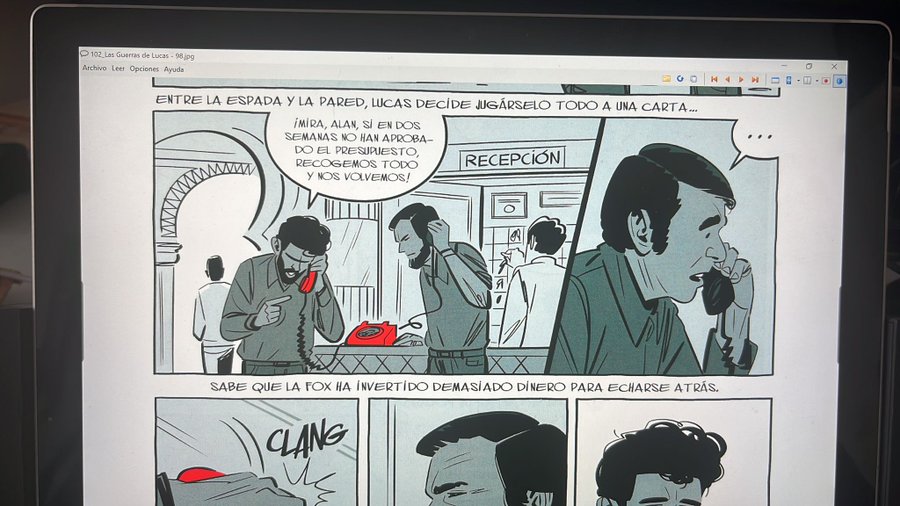 102_Las Guerras de Lucas - 98.jpg
Archivo Leer Opciones Ayuda
ENTRE LA ESPADA Y LA PARED, LUCAS DECIDE JUGÁRSELO TODO A UNA CARTA...
¡MIRA, ALAN, SI EN DOS
SEMANAS NO HAN APROBA-
DO EL PRESUPUESTO,
RECOGEMOS TODO
Y NOS VOLVEMOS!
RECEPCIÓN
...
SABE QUE LA FOX HA INVERTIDO DEMASIADO DINERO PARA ECHARSE ATRÁS.
CLANG